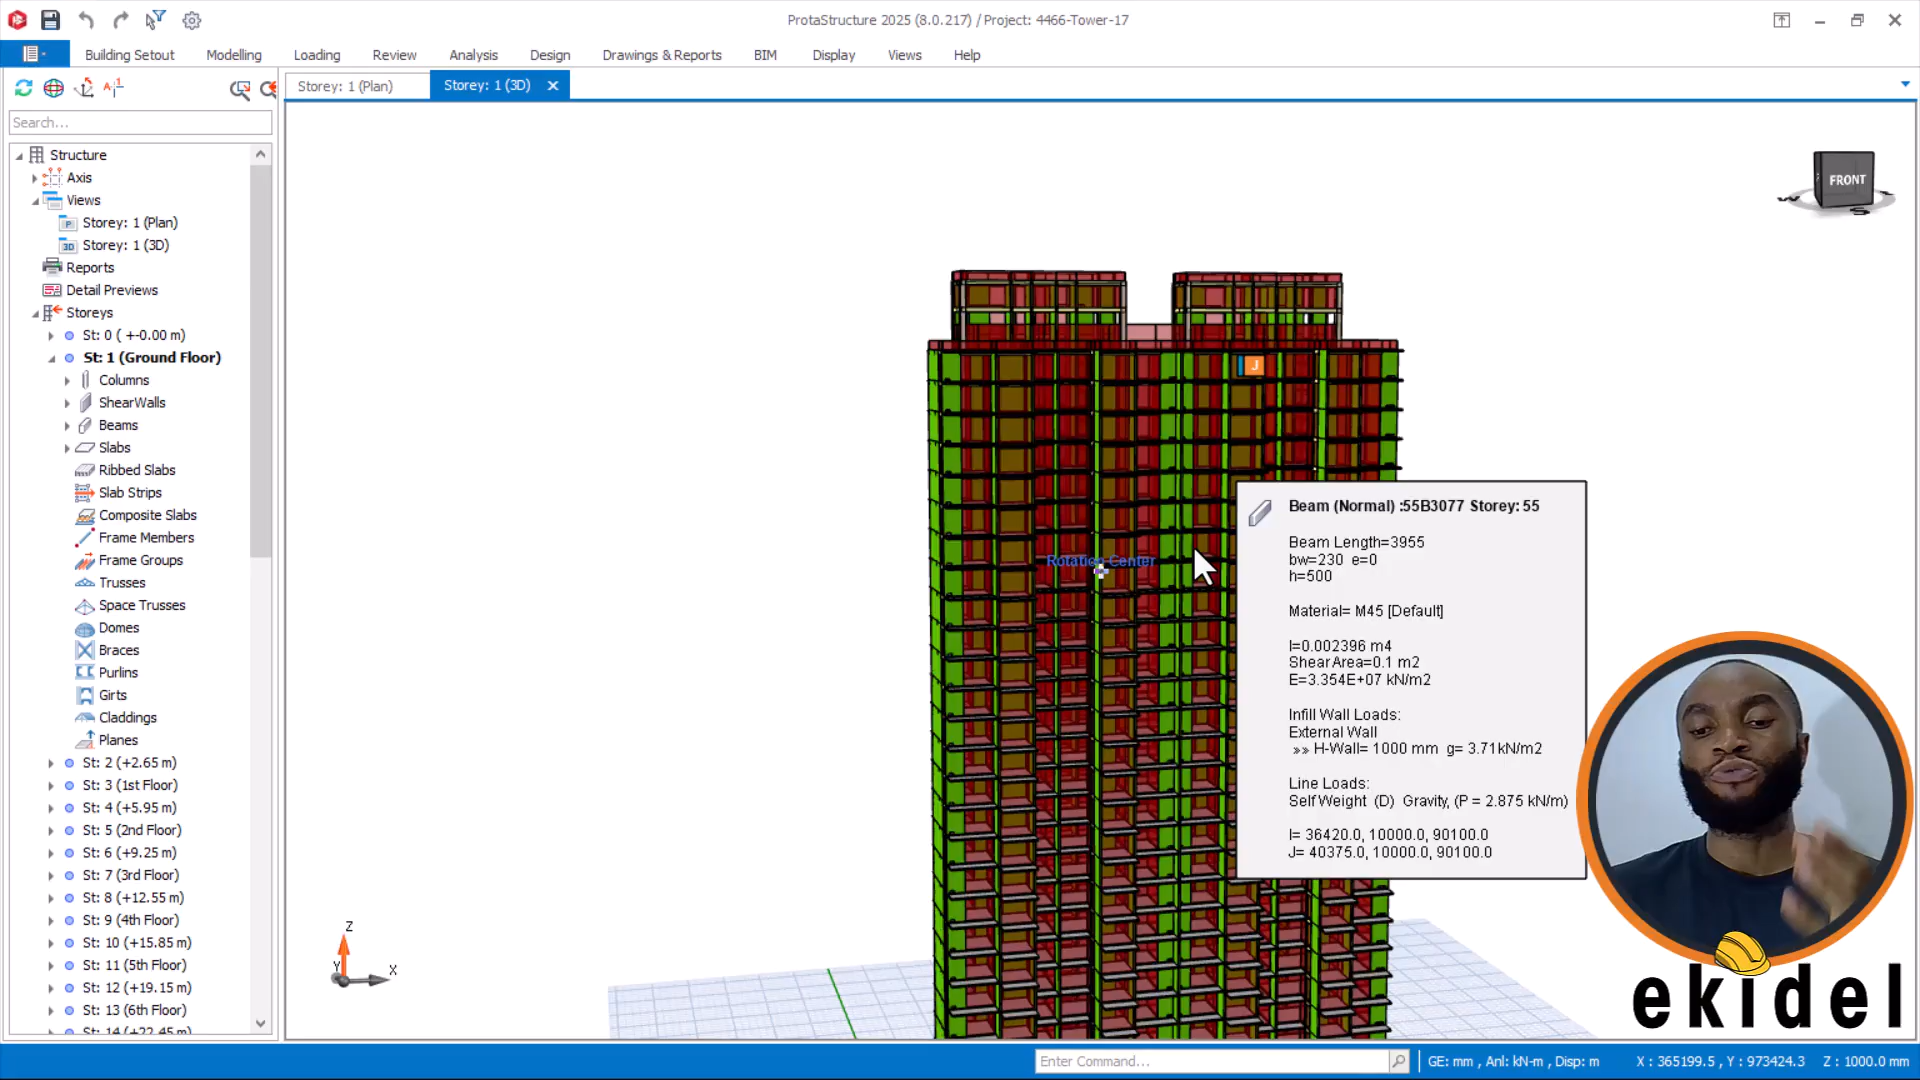 ProtaStructure 2025 (8.0.217) / Project: 4466-Tower-17
Building Setout Modelling Loading Review Analysis Design Drawings & Reports BIM Display Views Help
Storey: 1 (Plan)
Storey: 1 (3D)
Search...
Structure
Axis
Views
Storey: 1 (Plan)
Storey: 1 (3D)
Reports
Detail Previews
Storeys
St: 0 ( +-0.00 m)
St: 1 (Ground Floor)
Columns
ShearWalls
Beams
Slabs
Ribbed Slabs
Slab Strips
Composite Slabs
Frame Members
Frame Groups
Trusses
Space Trusses
Domes
Braces
Purlins
Girts
Claddings
Planes
St: 2 (+2.65 m)
St: 3 (1st Floor)
St: 4 (+5.95 m)
St: 5 (2nd Floor)
St: 6 (+9.25 m)
St: 7 (3rd Floor)
St: 8 (+12.55 m)
St: 9 (4th Floor)
St: 10 (+15.85 m)
St: 11 (5th Floor)
St: 12 (+19.15 m)
St: 13 (6th Floor)
St: 14 (+22.45 m)
FRONT
S
J
Rotation Center
Beam (Normal) :55B3077 Storey: 55
Beam Length=3955
bw=230 e=0
h=500
Material= M45 [Default]
I=0.002396 m4
ShearArea=0.1 m2
E=3.354E+07 kN/m2
Infill Wall Loads:
External Wall
»» H-Wall= 1000 mm g= 3.71kN/m2
Line Loads:
Self Weight (D) Gravity, (P = 2.875 kN/m)
I= 36420.0, 10000.0, 90100.0
J= 40375.0, 10000.0, 90100.0
Z
Y
X
ekidel
Enter Command...
GE: mm , Anl: kN-m , Disp: m
X : 365199.5 , Y : 973424.3 Z : 1000.0 mm